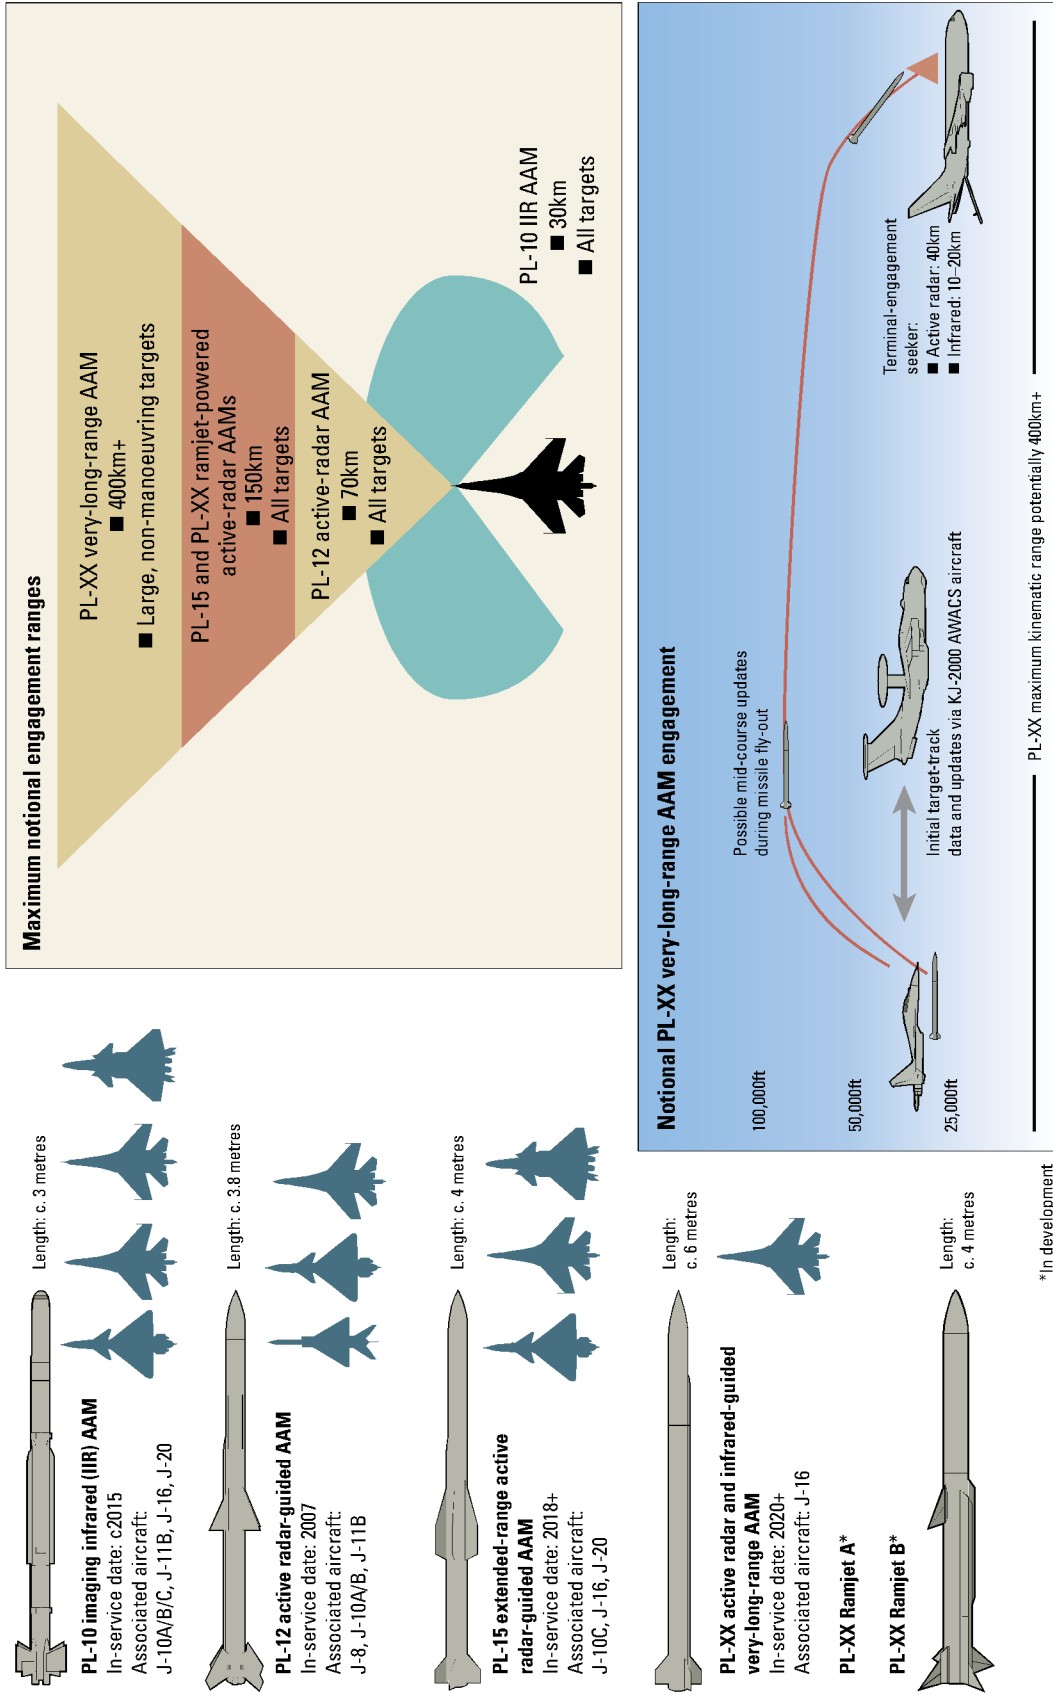 PL-10 imaging infrared (IIR) AAM
In-service date: c2015
Associated aircraft:
J-10A/B/C, J-11B, J-16, J-20
Length: c. 3 metres
PL-12 active radar-guided AAM
In-service date: 2007
Associated aircraft:
J-8, J-10A/B, J-11B
Length: c. 3.8 metres
PL-15 extended-range active
radar-guided AAM
In-service date: 2018+
Associated aircraft:
J-10C, J-16, J-20
Length: c. 4 metres
PL-XX active radar and infrared-guided
very-long-range AAM
In-service date: 2020+
Associated aircraft: J-16
Length:
c. 6 metres
PL-XX Ramjet A*
PL-XX Ramjet B*
Length:
c. 4 metres
*In development
Maximum notional engagement ranges
PL-XX very-long-range AAM
■ 400km+
■ Large, non-manoeuvring targets
PL-15 and PL-XX ramjet-powered
active-radar AAMs
■ 150km
■ All targets
PL-12 active-radar AAM
■ 70km
■ All targets
PL-10 IIR AAM
■ 30km
■ All targets
Notional PL-XX very-long-range AAM engagement
100,000ft
50,000ft
25,000ft
Possible mid-course updates
during missile fly-out
Initial target-track
data and updates via KJ-2000 AWACS aircraft
Terminal-engagement
seeker:
■ Active radar: 40km
■ Infrared: 10–20km
PL-XX maximum kinematic range potentially 400km+